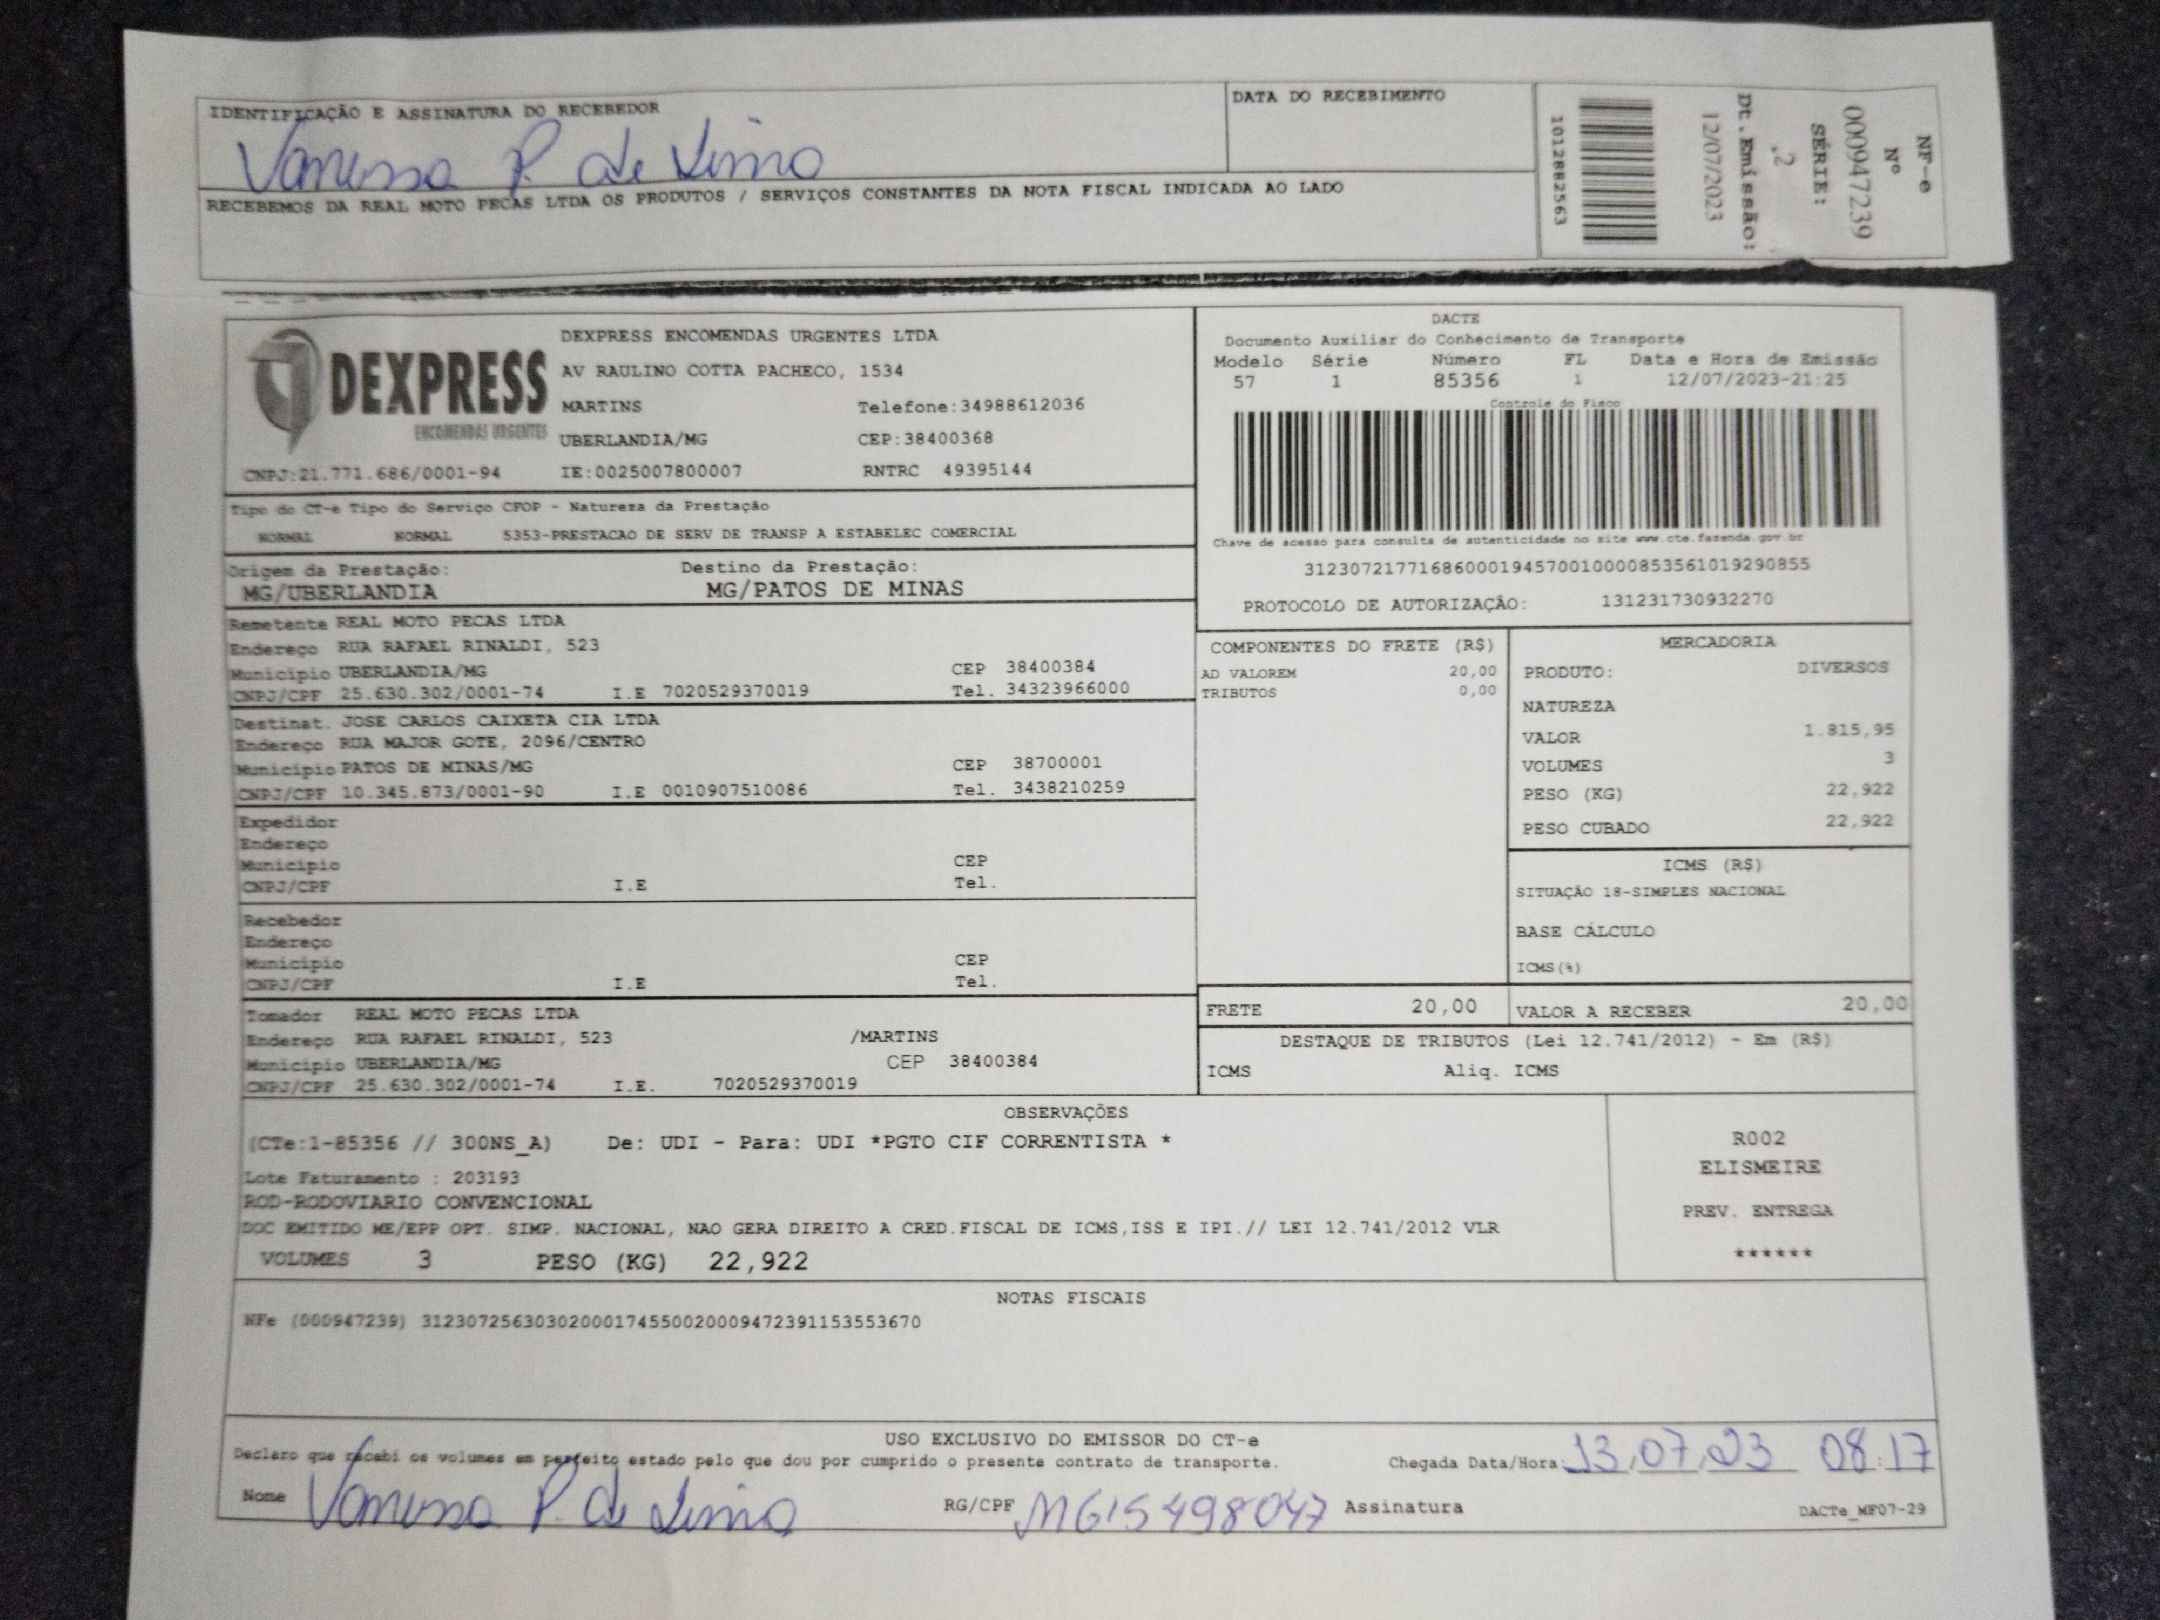 IDENTIFICAÇÃO E ASSINATURA DO RECEBEDOR
Vanessa P. de Lima
DATA DO RECEBIMENTO
RECEBEMOS DA REAL MOTO PECAS LTDA OS PRODUTOS / SERVIÇOS CONSTANTES DA NOTA FISCAL INDICADA AO LADO
1012882563
NF-e
Nº
000947239
SÉRIE:
.2
Dt.Emissão:
12/07/2023
DEXPRESS
ENCOMENDAS URGENTES
DEXPRESS ENCOMENDAS URGENTES LTDA
AV RAULINO COTTA PACHECO, 1534
MARTINS Telefone:34988612036
UBERLANDIA/MG CEP:38400368
CNPJ:21.771.686/0001-94 IE:0025007800007 RNTRC 49395144
DACTE
Documento Auxiliar do Conhecimento de Transporte
Modelo Série Número FL Data e Hora de Emissão
57 1 85356 1 12/07/2023-21:25
Controle do Fisco
Chave de acesso para consulta de autenticidade no site www.cte.fazenda.gov.br
31230721771686000194570010000853561019290855
PROTOCOLO DE AUTORIZAÇÃO: 131231730932270
Tipo do CT-e Tipo do Serviço CFOP - Natureza da Prestação
NORMAL NORMAL 5353-PRESTACAO DE SERV DE TRANSP A ESTABELEC COMERCIAL
Origem da Prestação: Destino da Prestação:
MG/UBERLANDIA MG/PATOS DE MINAS
Remetente REAL MOTO PECAS LTDA
Endereço RUA RAFAEL RINALDI, 523
Município UBERLANDIA/MG CEP 38400384
CNPJ/CPF 25.630.302/0001-74 I.E 7020529370019 Tel. 34323966000
Destinat. JOSE CARLOS CAIXETA CIA LTDA
Endereço RUA MAJOR GOTE, 2096/CENTRO
Município PATOS DE MINAS/MG CEP 38700001
CNPJ/CPF 10.345.873/0001-90 I.E 0010907510086 Tel. 3438210259
Expedidor
Endereço
Município CEP
CNPJ/CPF I.E Tel.
Recebedor
Endereço
Município CEP
CNPJ/CPF I.E Tel.
Tomador REAL MOTO PECAS LTDA
Endereço RUA RAFAEL RINALDI, 523 /MARTINS
Município UBERLANDIA/MG CEP 38400384
CNPJ/CPF 25.630.302/0001-74 I.E. 7020529370019
COMPONENTES DO FRETE (R$)
AD VALOREM 20,00
TRIBUTOS 0,00
MERCADORIA
PRODUTO: DIVERSOS
NATUREZA
VALOR 1.815,95
VOLUMES 3
PESO (KG) 22,922
PESO CUBADO 22,922
ICMS (R$)
SITUAÇÃO 18-SIMPLES NACIONAL
BASE CÁLCULO
ICMS(%)
FRETE 20,00 VALOR A RECEBER 20,00
DESTAQUE DE TRIBUTOS (Lei 12.741/2012) - Em (R$)
ICMS Aliq. ICMS
OBSERVAÇÕES
(CTe:1-85356 // 300NS_A) De: UDI - Para: UDI *PGTO CIF CORRENTISTA *
Lote Faturamento : 203193
ROD-RODOVIARIO CONVENCIONAL
DOC EMITIDO ME/EPP OPT. SIMP. NACIONAL, NAO GERA DIREITO A CRED.FISCAL DE ICMS,ISS E IPI.// LEI 12.741/2012 VLR
VOLUMES 3 PESO (KG) 22,922
R002
ELISMEIRE
PREV. ENTREGA
******
NOTAS FISCAIS
NFe (000947239) 31230725630302000174550020009472391153553670
USO EXCLUSIVO DO EMISSOR DO CT-e
Declaro que recebi os volumes em perfeito estado pelo que dou por cumprido o presente contrato de transporte. Chegada Data/Hora: 13/07/23 08:17
Nome Vanessa P. de Lima RG/CPF MG15498047 Assinatura DACTe_MF07-29